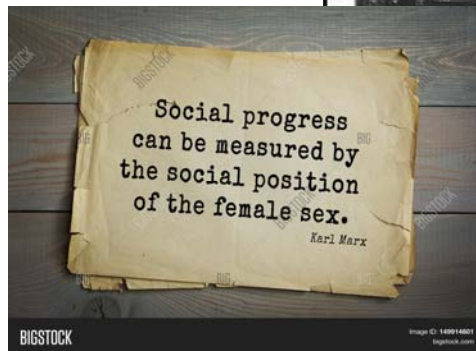 Social progress
can be measured by
the social position
of the female sex.
Karl Marx
BIGSTOCK
Image ID: 149914601
bigstock.com